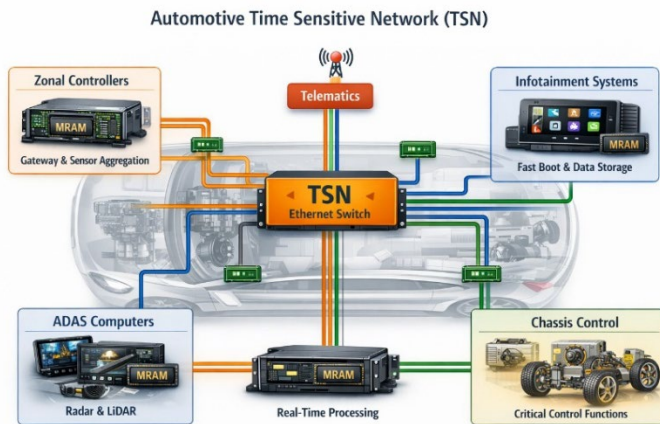 Automotive Time Sensitive Network (TSN)
Zonal Controllers
MRAM
Gateway & Sensor Aggregation
Telematics
Infotainment Systems
MRAM
Fast Boot & Data Storage
TSN
Ethernet Switch
ADAS Computers
MRAM
Radar & LiDAR
MRAM
Real-Time Processing
Chassis Control
Critical Control Functions